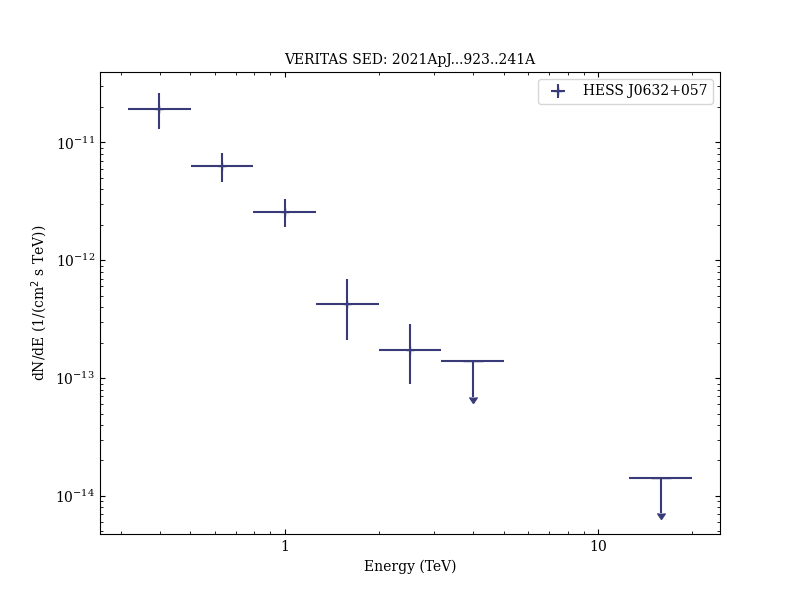 VERITAS SED: 2021ApJ...923..241A
HESS J0632+057
dN/dE (1/(cm² s TeV))
10⁻¹¹
10⁻¹²
10⁻¹³
10⁻¹⁴
1
10
Energy (TeV)